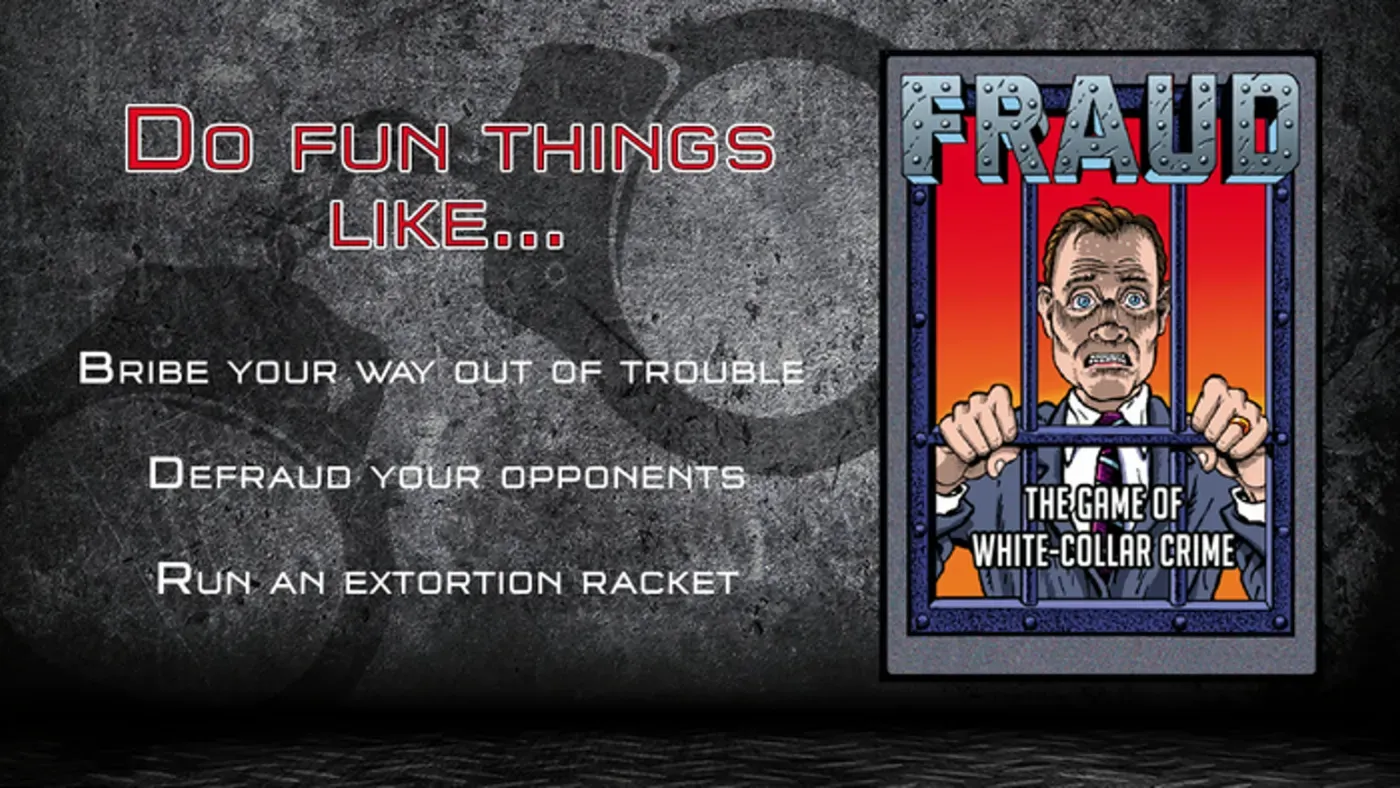 Do fun things
like...
Bribe your way out of trouble
Defraud your opponents
Run an extortion racket
FRAUD
THE GAME OF
WHITE-COLLAR CRIME